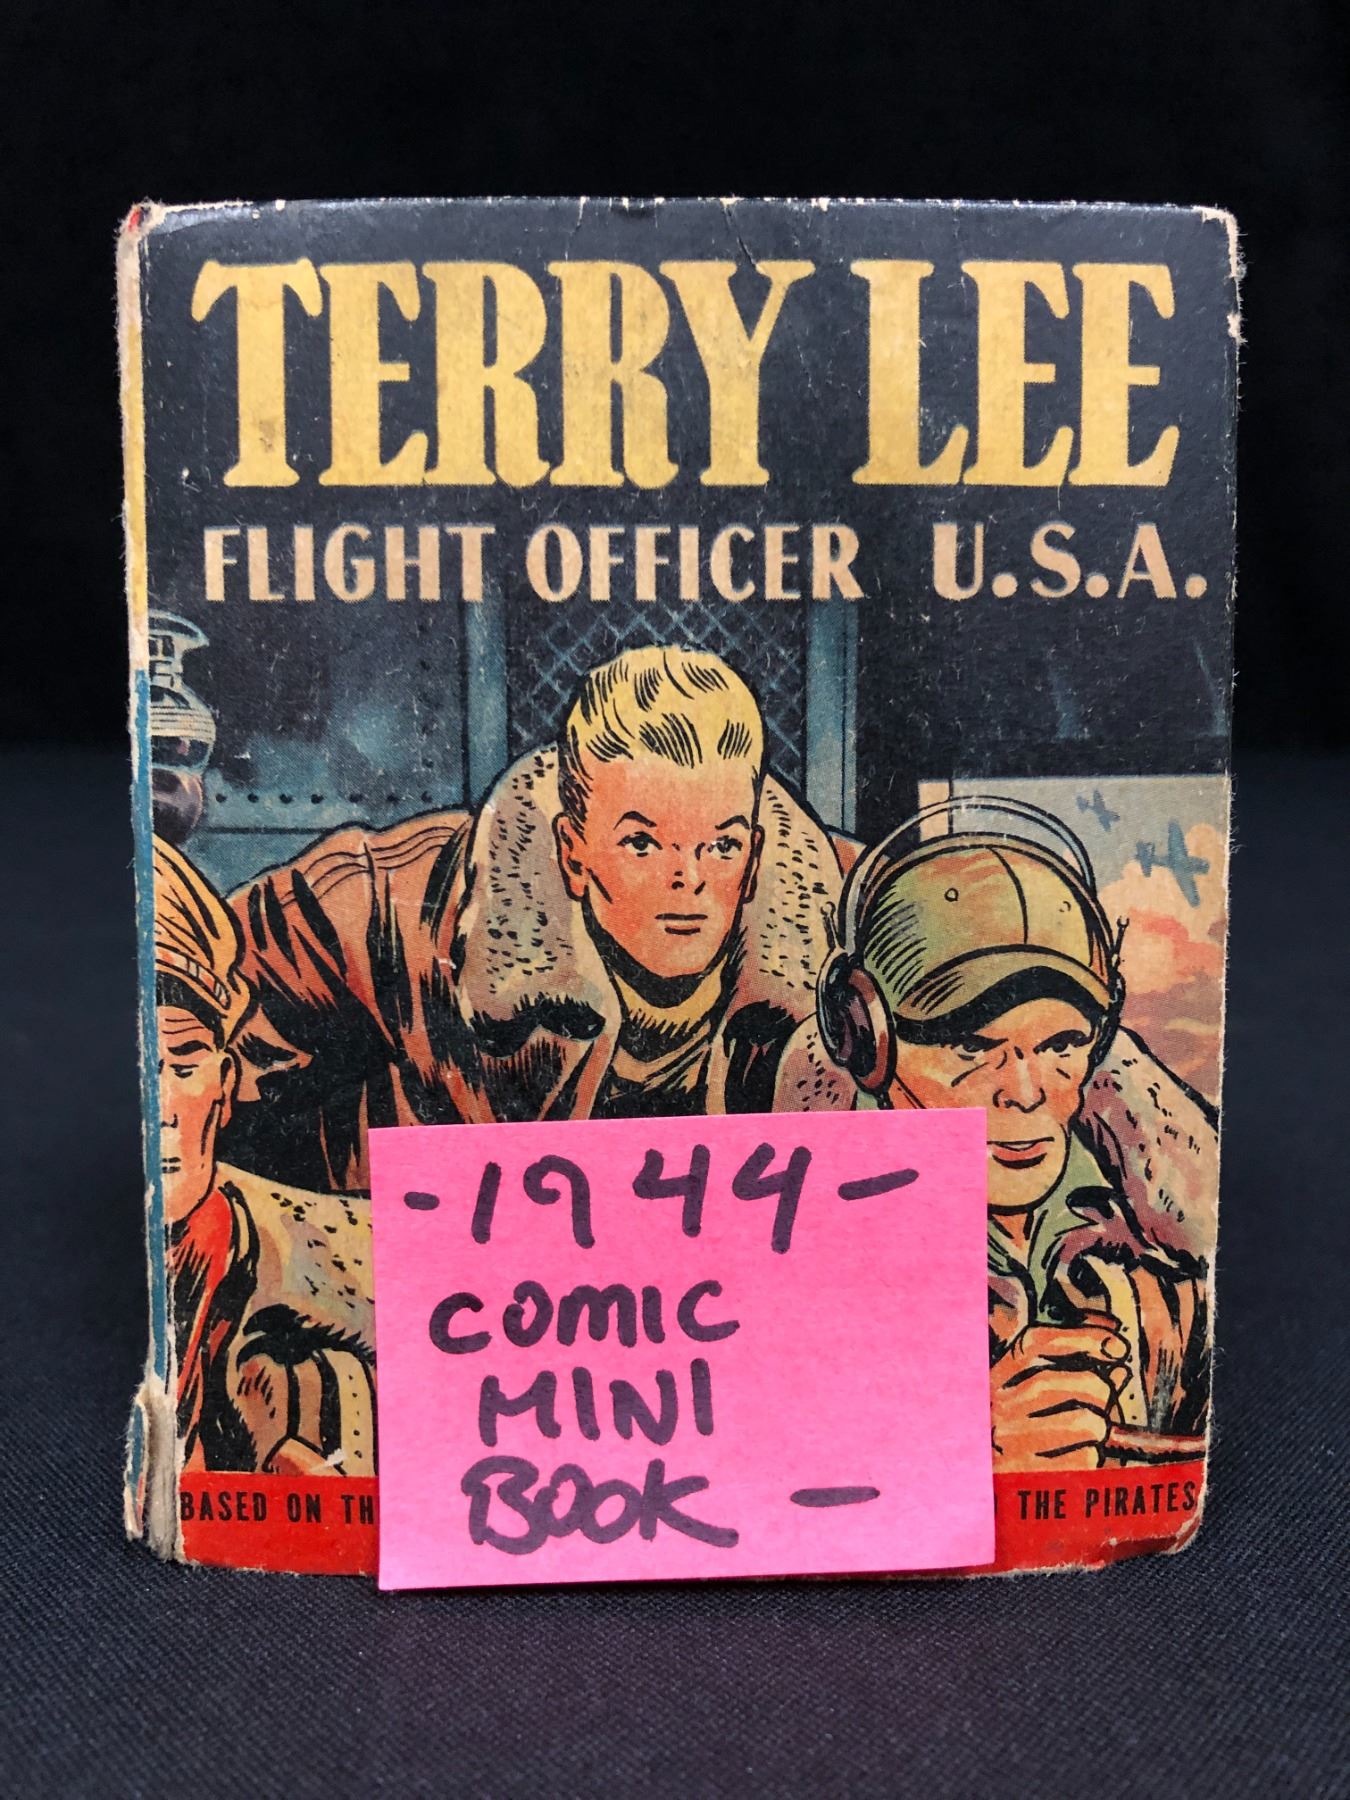 TERRY LEE
FLIGHT OFFICER U.S.A.
- 1944 -
COMIC
MINI
BOOK -
BASED ON TH
THE PIRATES